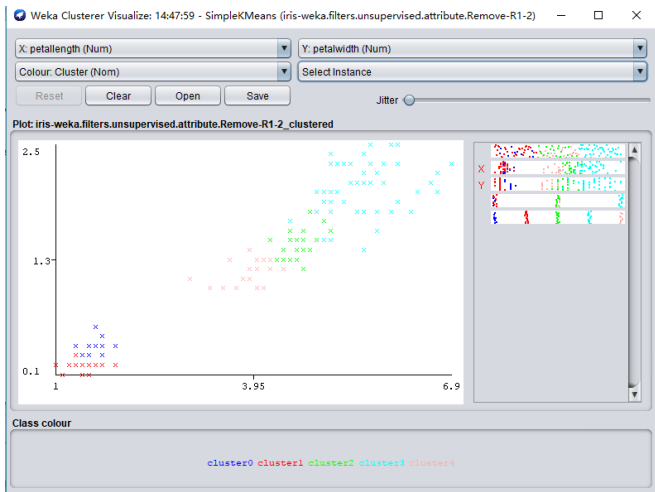 Weka Clusterer Visualize: 14:47:59 - SimpleKMeans (iris-weka.filters.unsupervised.attribute.Remove-R1-2)
X: petallength (Num) Y: petalwidth (Num)
Colour: Cluster (Nom) Select Instance
Reset Clear Open Save Jitter
Plot: iris-weka.filters.unsupervised.attribute.Remove-R1-2_clustered
2.5
X
Y
1.3
0.1
1 3.95 6.9
Class colour
cluster0 cluster1 cluster2 cluster3 cluster4